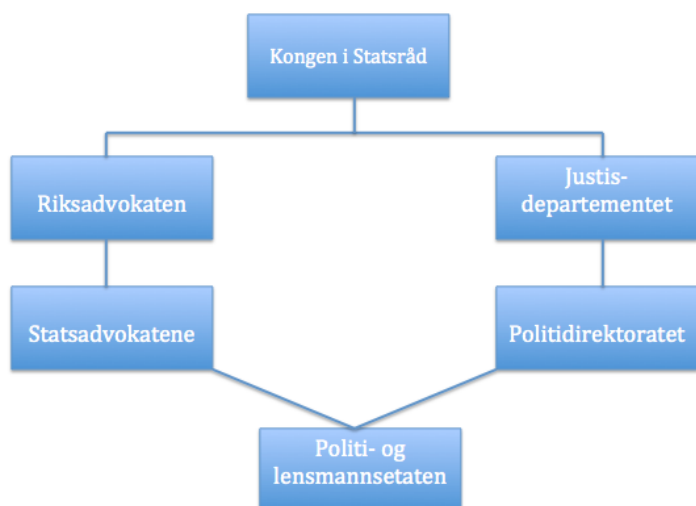 Kongen i Statsråd
Riksadvokaten
Justis-
departementet
Statsadvokatene
Politidirektoratet
Politi- og
lensmannsetaten